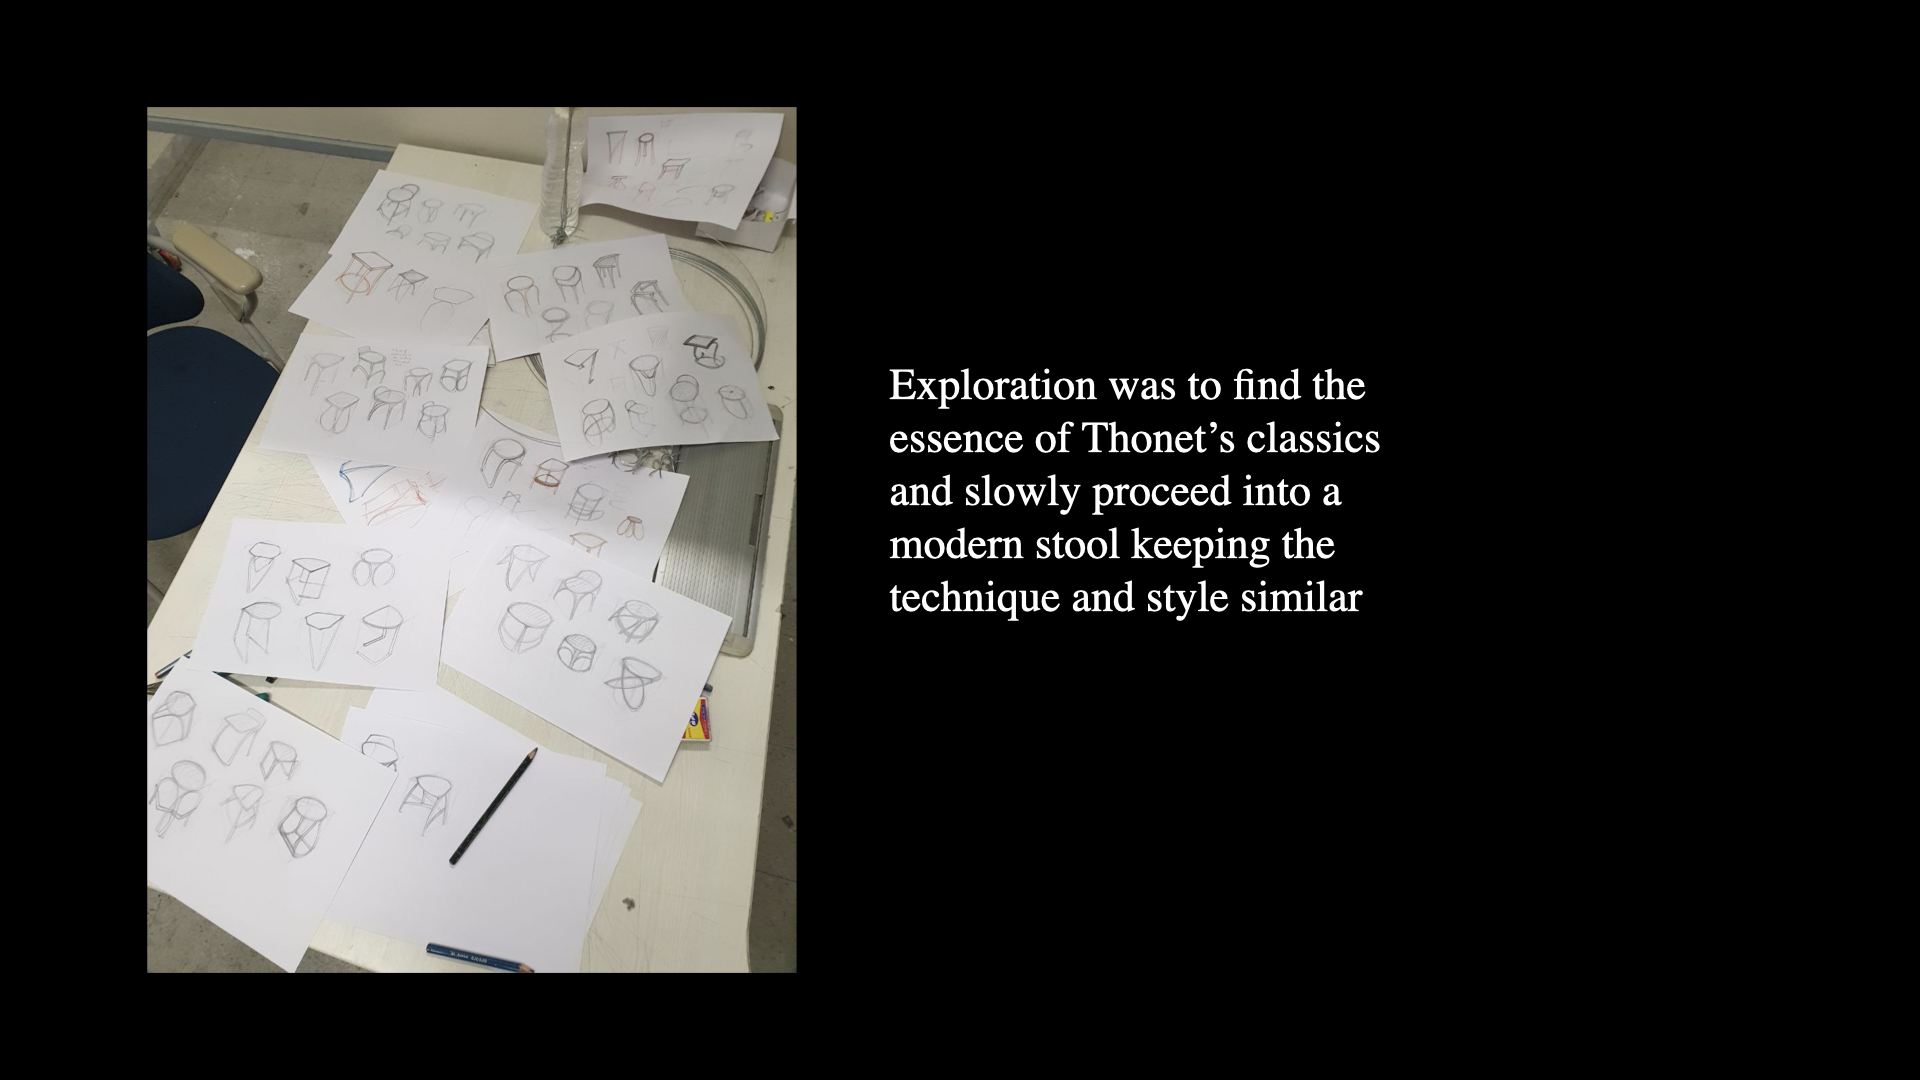 Exploration was to find the
essence of Thonet’s classics
and slowly proceed into a
modern stool keeping the
technique and style similar